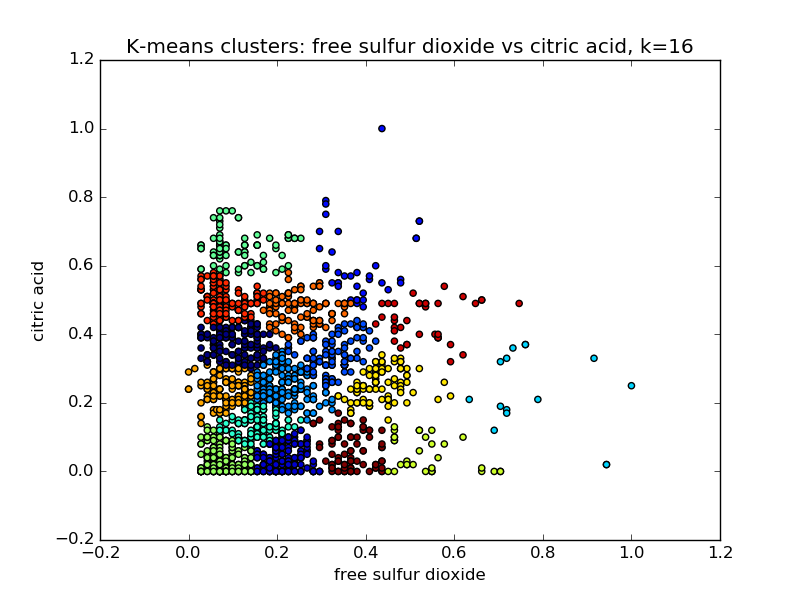 K-means clusters: free sulfur dioxide vs citric acid, k=16
1.2
1.0
0.8
0.6
0.4
0.2
0.0
−0.2
citric acid
−0.2 0.0 0.2 0.4 0.6 0.8 1.0 1.2
free sulfur dioxide